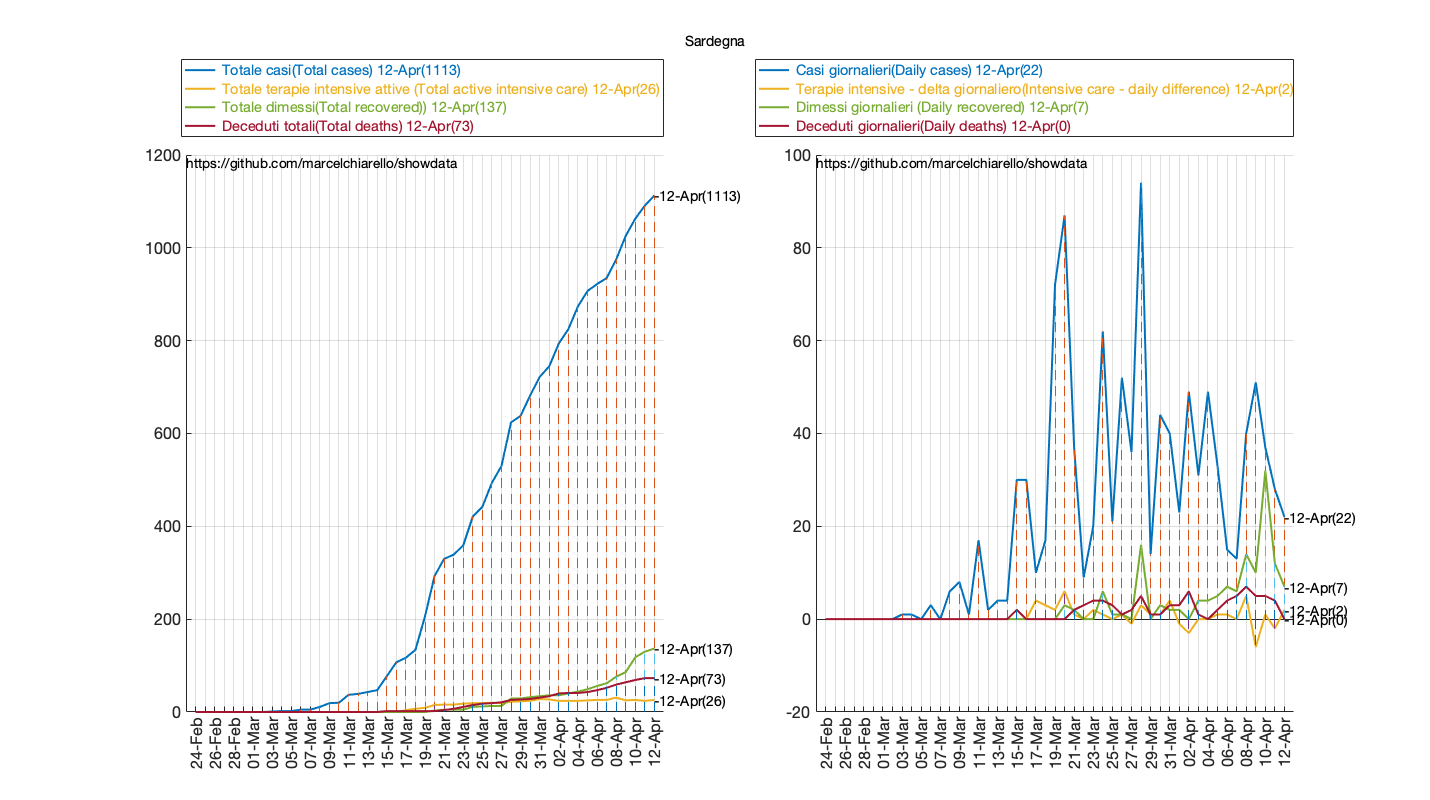 Sardegna
Totale casi(Total cases) 12-Apr(1113)
Totale terapie intensive attive (Total active intensive care) 12-Apr(26)
Totale dimessi(Total recovered)) 12-Apr(137)
Deceduti totali(Total deaths) 12-Apr(73)
https://github.com/marcelchiarello/showdata
1200
1000
800
600
400
200
0
12-Apr(1113)
12-Apr(137)
12-Apr(73)
12-Apr(26)
24-Feb
26-Feb
28-Feb
01-Mar
03-Mar
05-Mar
07-Mar
09-Mar
11-Mar
13-Mar
15-Mar
17-Mar
19-Mar
21-Mar
23-Mar
25-Mar
27-Mar
29-Mar
31-Mar
02-Apr
04-Apr
06-Apr
08-Apr
10-Apr
12-Apr
Casi giornalieri(Daily cases) 12-Apr(22)
Terapie intensive - delta giornaliero(Intensive care - daily difference) 12-Apr(2)
Dimessi giornalieri (Daily recovered) 12-Apr(7)
Deceduti giornalieri(Daily deaths) 12-Apr(0)
https://github.com/marcelchiarello/showdata
100
80
60
40
20
0
-20
12-Apr(22)
12-Apr(7)
12-Apr(2)
12-Apr(0)
24-Feb
26-Feb
28-Feb
01-Mar
03-Mar
05-Mar
07-Mar
09-Mar
11-Mar
13-Mar
15-Mar
17-Mar
19-Mar
21-Mar
23-Mar
25-Mar
27-Mar
29-Mar
31-Mar
02-Apr
04-Apr
06-Apr
08-Apr
10-Apr
12-Apr